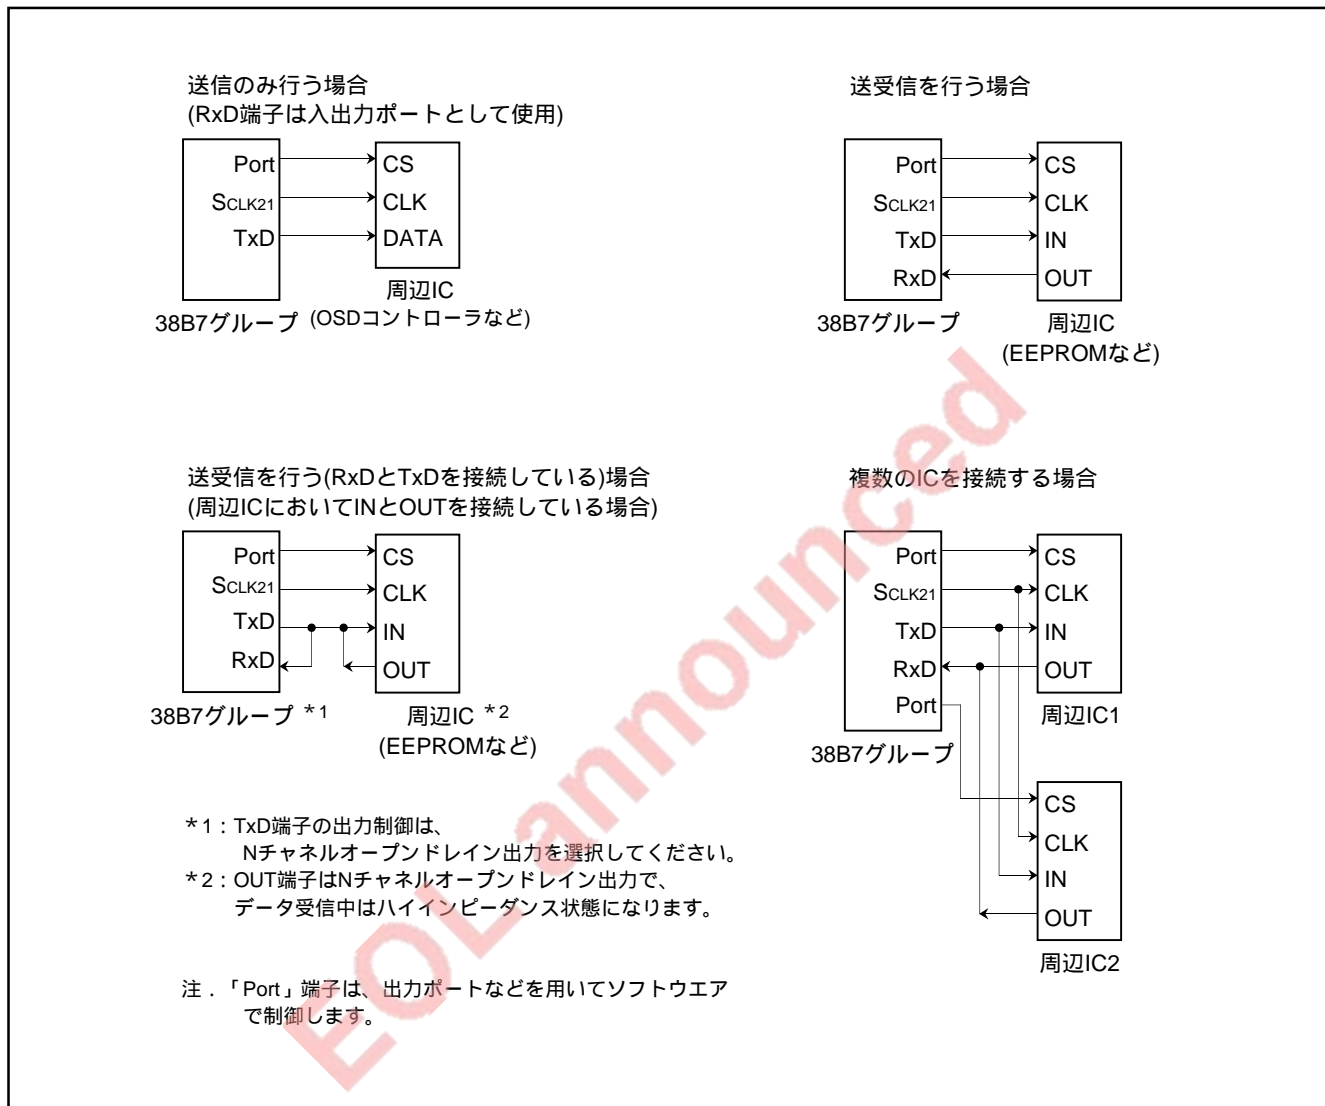 送信のみ行う場合
(RxD端子は入出力ポートとして使用)
Port
SCLK21
TxD
CS
CLK
DATA
38B7グループ
周辺IC
(OSDコントローラなど)
送受信を行う場合
Port
SCLK21
TxD
RxD
CS
CLK
IN
OUT
38B7グループ
周辺IC
(EEPROMなど)
送受信を行う(RxDとTxDを接続している)場合
(周辺ICにおいてINとOUTを接続している場合)
Port
SCLK21
TxD
RxD
CS
CLK
IN
OUT
38B7グループ *1
周辺IC *2
(EEPROMなど)
複数のICを接続する場合
Port
SCLK21
TxD
RxD
Port
CS
CLK
IN
OUT
周辺IC1
38B7グループ
CS
CLK
IN
OUT
周辺IC2
*1:TxD端子の出力制御は、
Nチャネルオープンドレイン出力を選択してください。
*2:OUT端子はNチャネルオープンドレイン出力で、
データ受信中はハイインピーダンス状態になります。
注.「Port」端子は、出力ポートなどを用いてソフトウエア
で制御します。
EOL announced